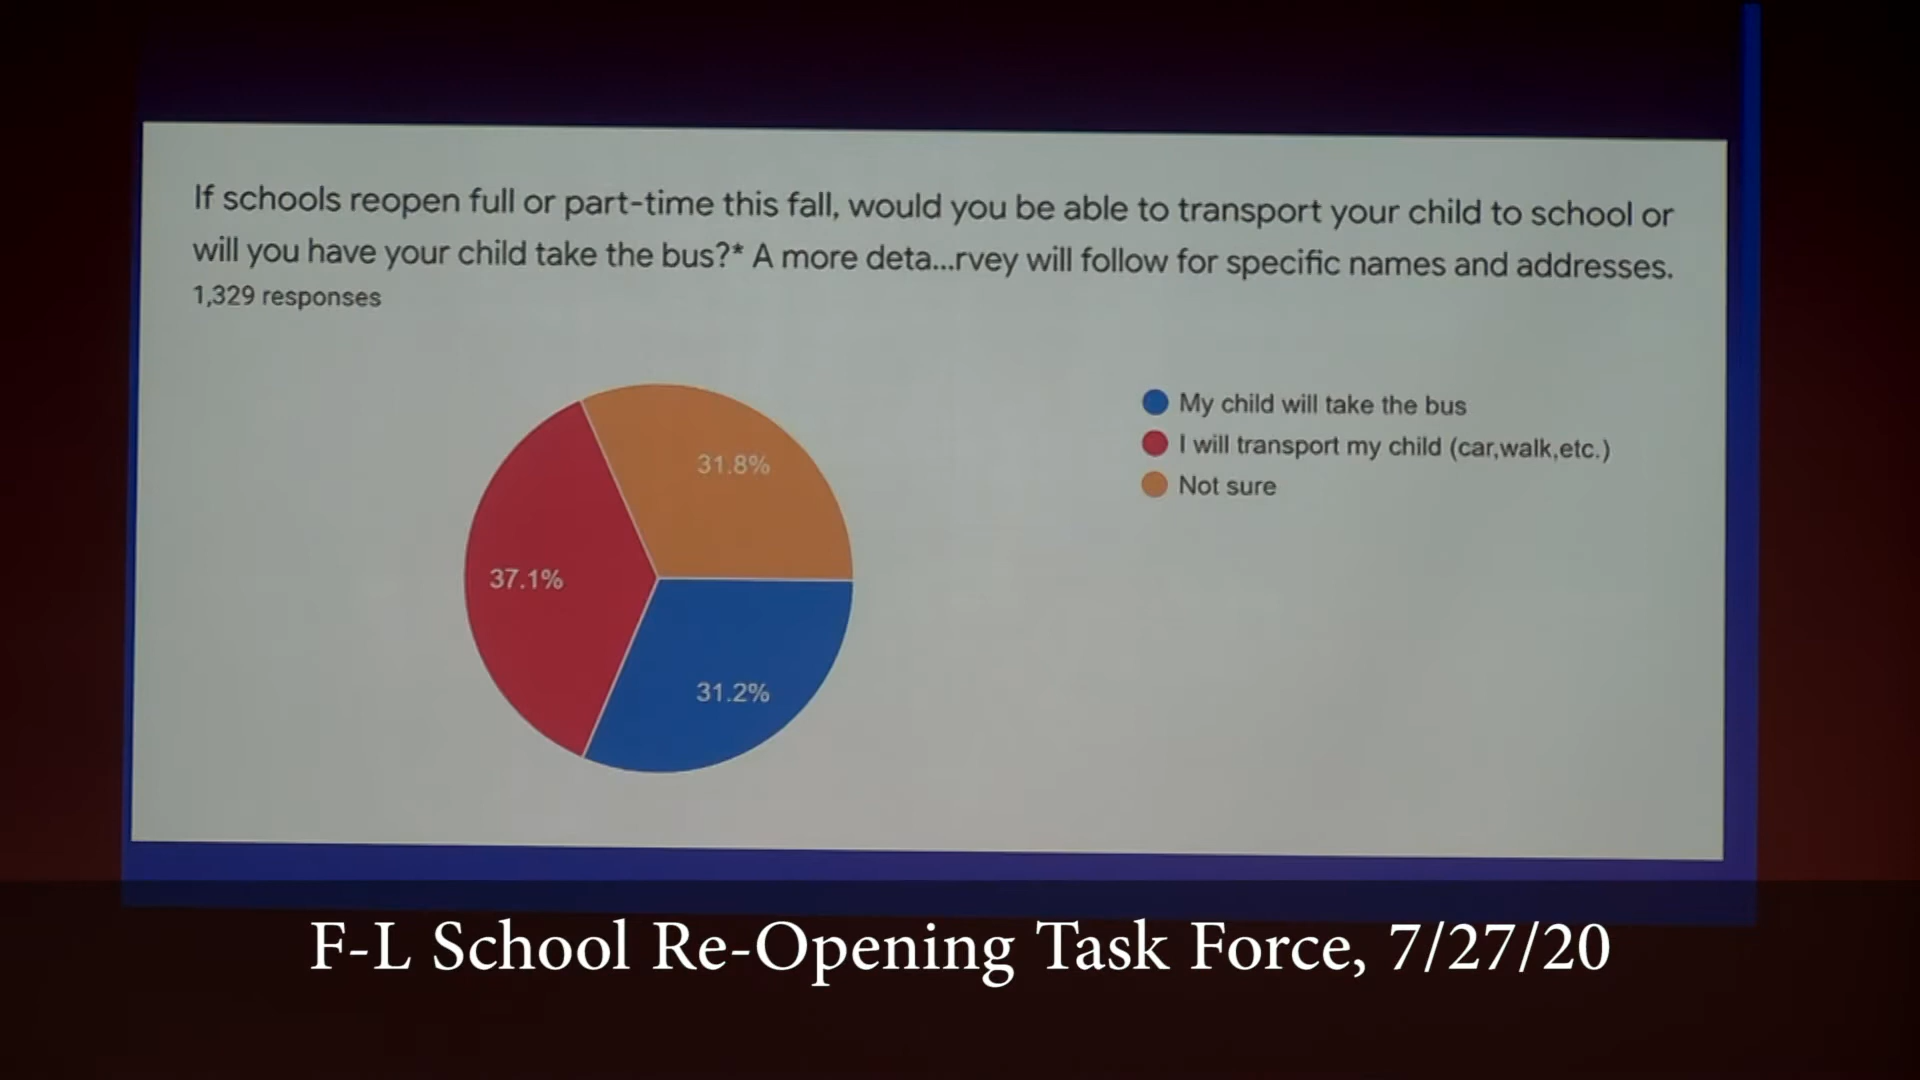 If schools reopen full or part-time this fall, would you be able to transport your child to school or
will you have your child take the bus?* A more deta...rvey will follow for specific names and addresses.
1,329 responses
My child will take the bus
I will transport my child (car,walk,etc.)
Not sure
31.8%
37.1%
31.2%
F-L School Re-Opening Task Force, 7/27/20